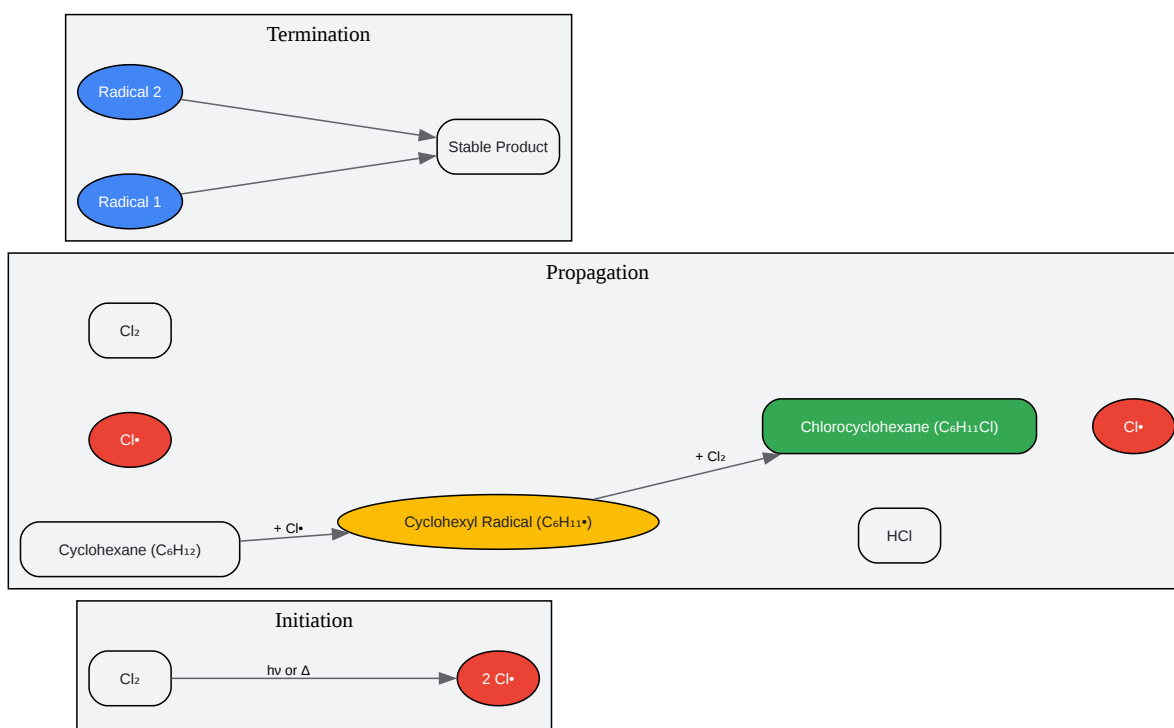 Termination
Radical 2
Stable Product
Radical 1
Propagation
Cl₂
Cl•
Chlorocyclohexane (C₆H₁₁Cl)
Cl•
+ Cl₂
Cyclohexyl Radical (C₆H₁₁•)
+ Cl•
Cyclohexane (C₆H₁₂)
HCl
Initiation
Cl₂
hν or Δ
2 Cl•